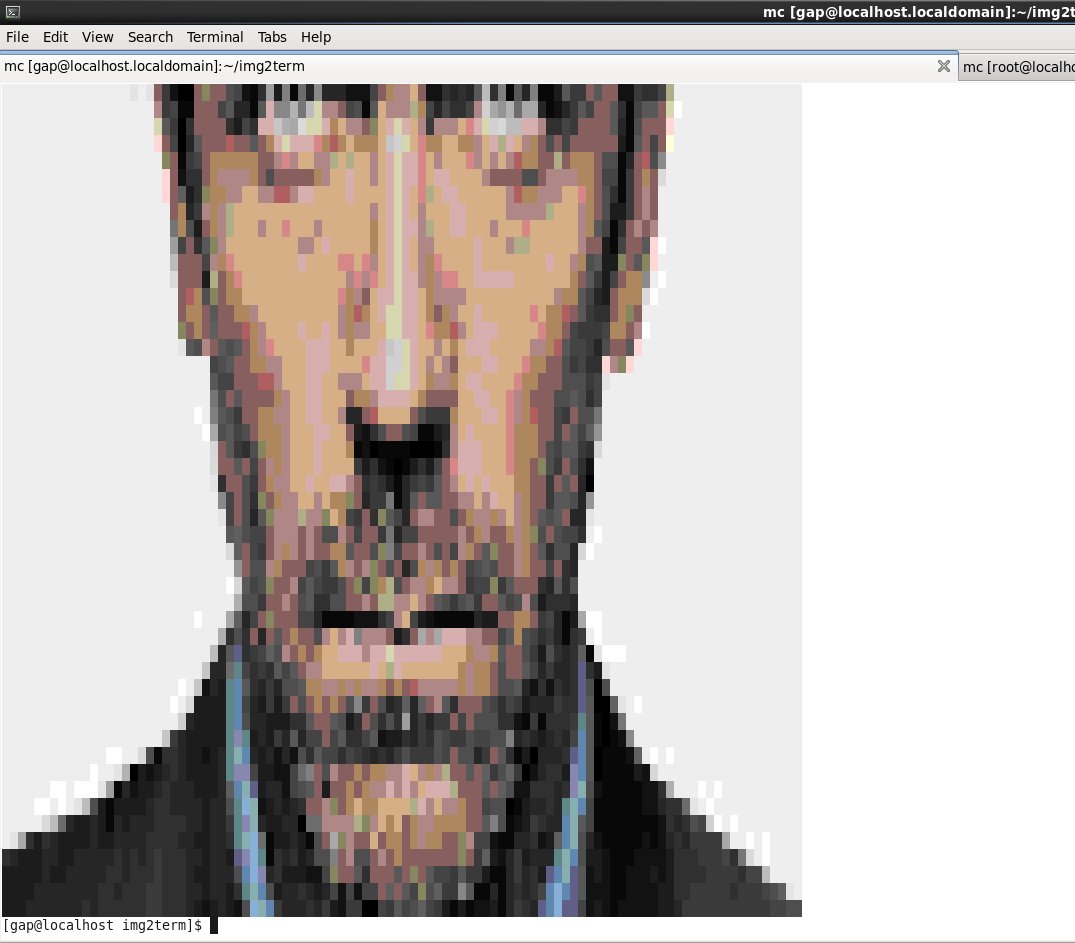 mc [gap@localhost.localdomain]:~/img2t
File Edit View Search Terminal Tabs Help
mc [gap@localhost.localdomain]:~/img2term
mc [root@localho
[gap@localhost img2term]$